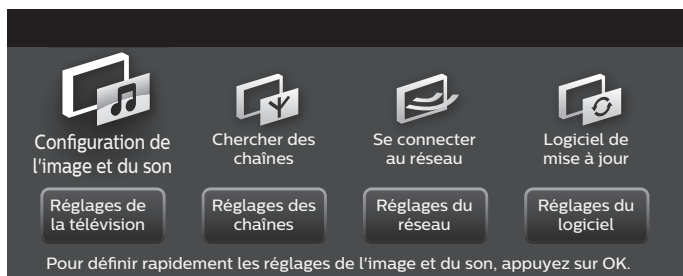 Configuration de
l'image et du son
Chercher des
chaînes
Se connecter
au réseau
Logiciel de
mise à jour
Réglages de
la télévision
Réglages des
chaînes
Réglages du
réseau
Réglages du
logiciel
Pour définir rapidement les réglages de l'image et du son, appuyez sur OK.